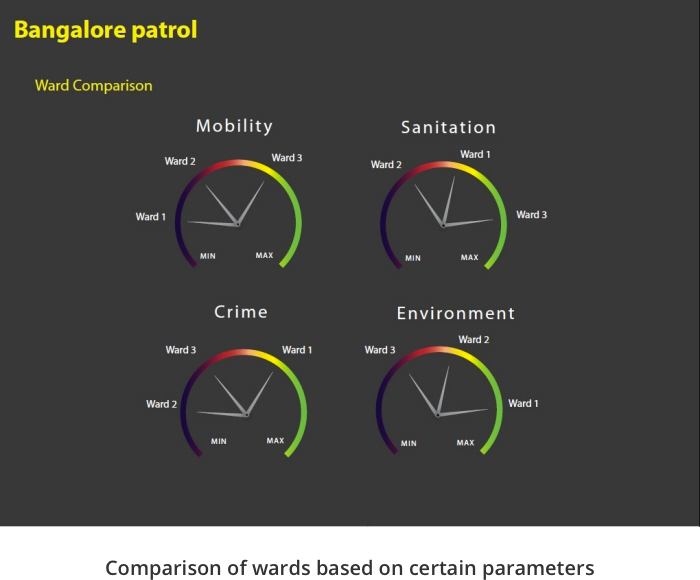 Bangalore patrol
Ward Comparison
Mobility
Ward 2
Ward 3
Ward 1
MIN
MAX
Sanitation
Ward 1
Ward 2
Ward 3
MIN
MAX
Crime
Ward 3
Ward 1
Ward 2
MIN
MAX
Environment
Ward 2
Ward 3
Ward 1
MIN
MAX
Comparison of wards based on certain parameters